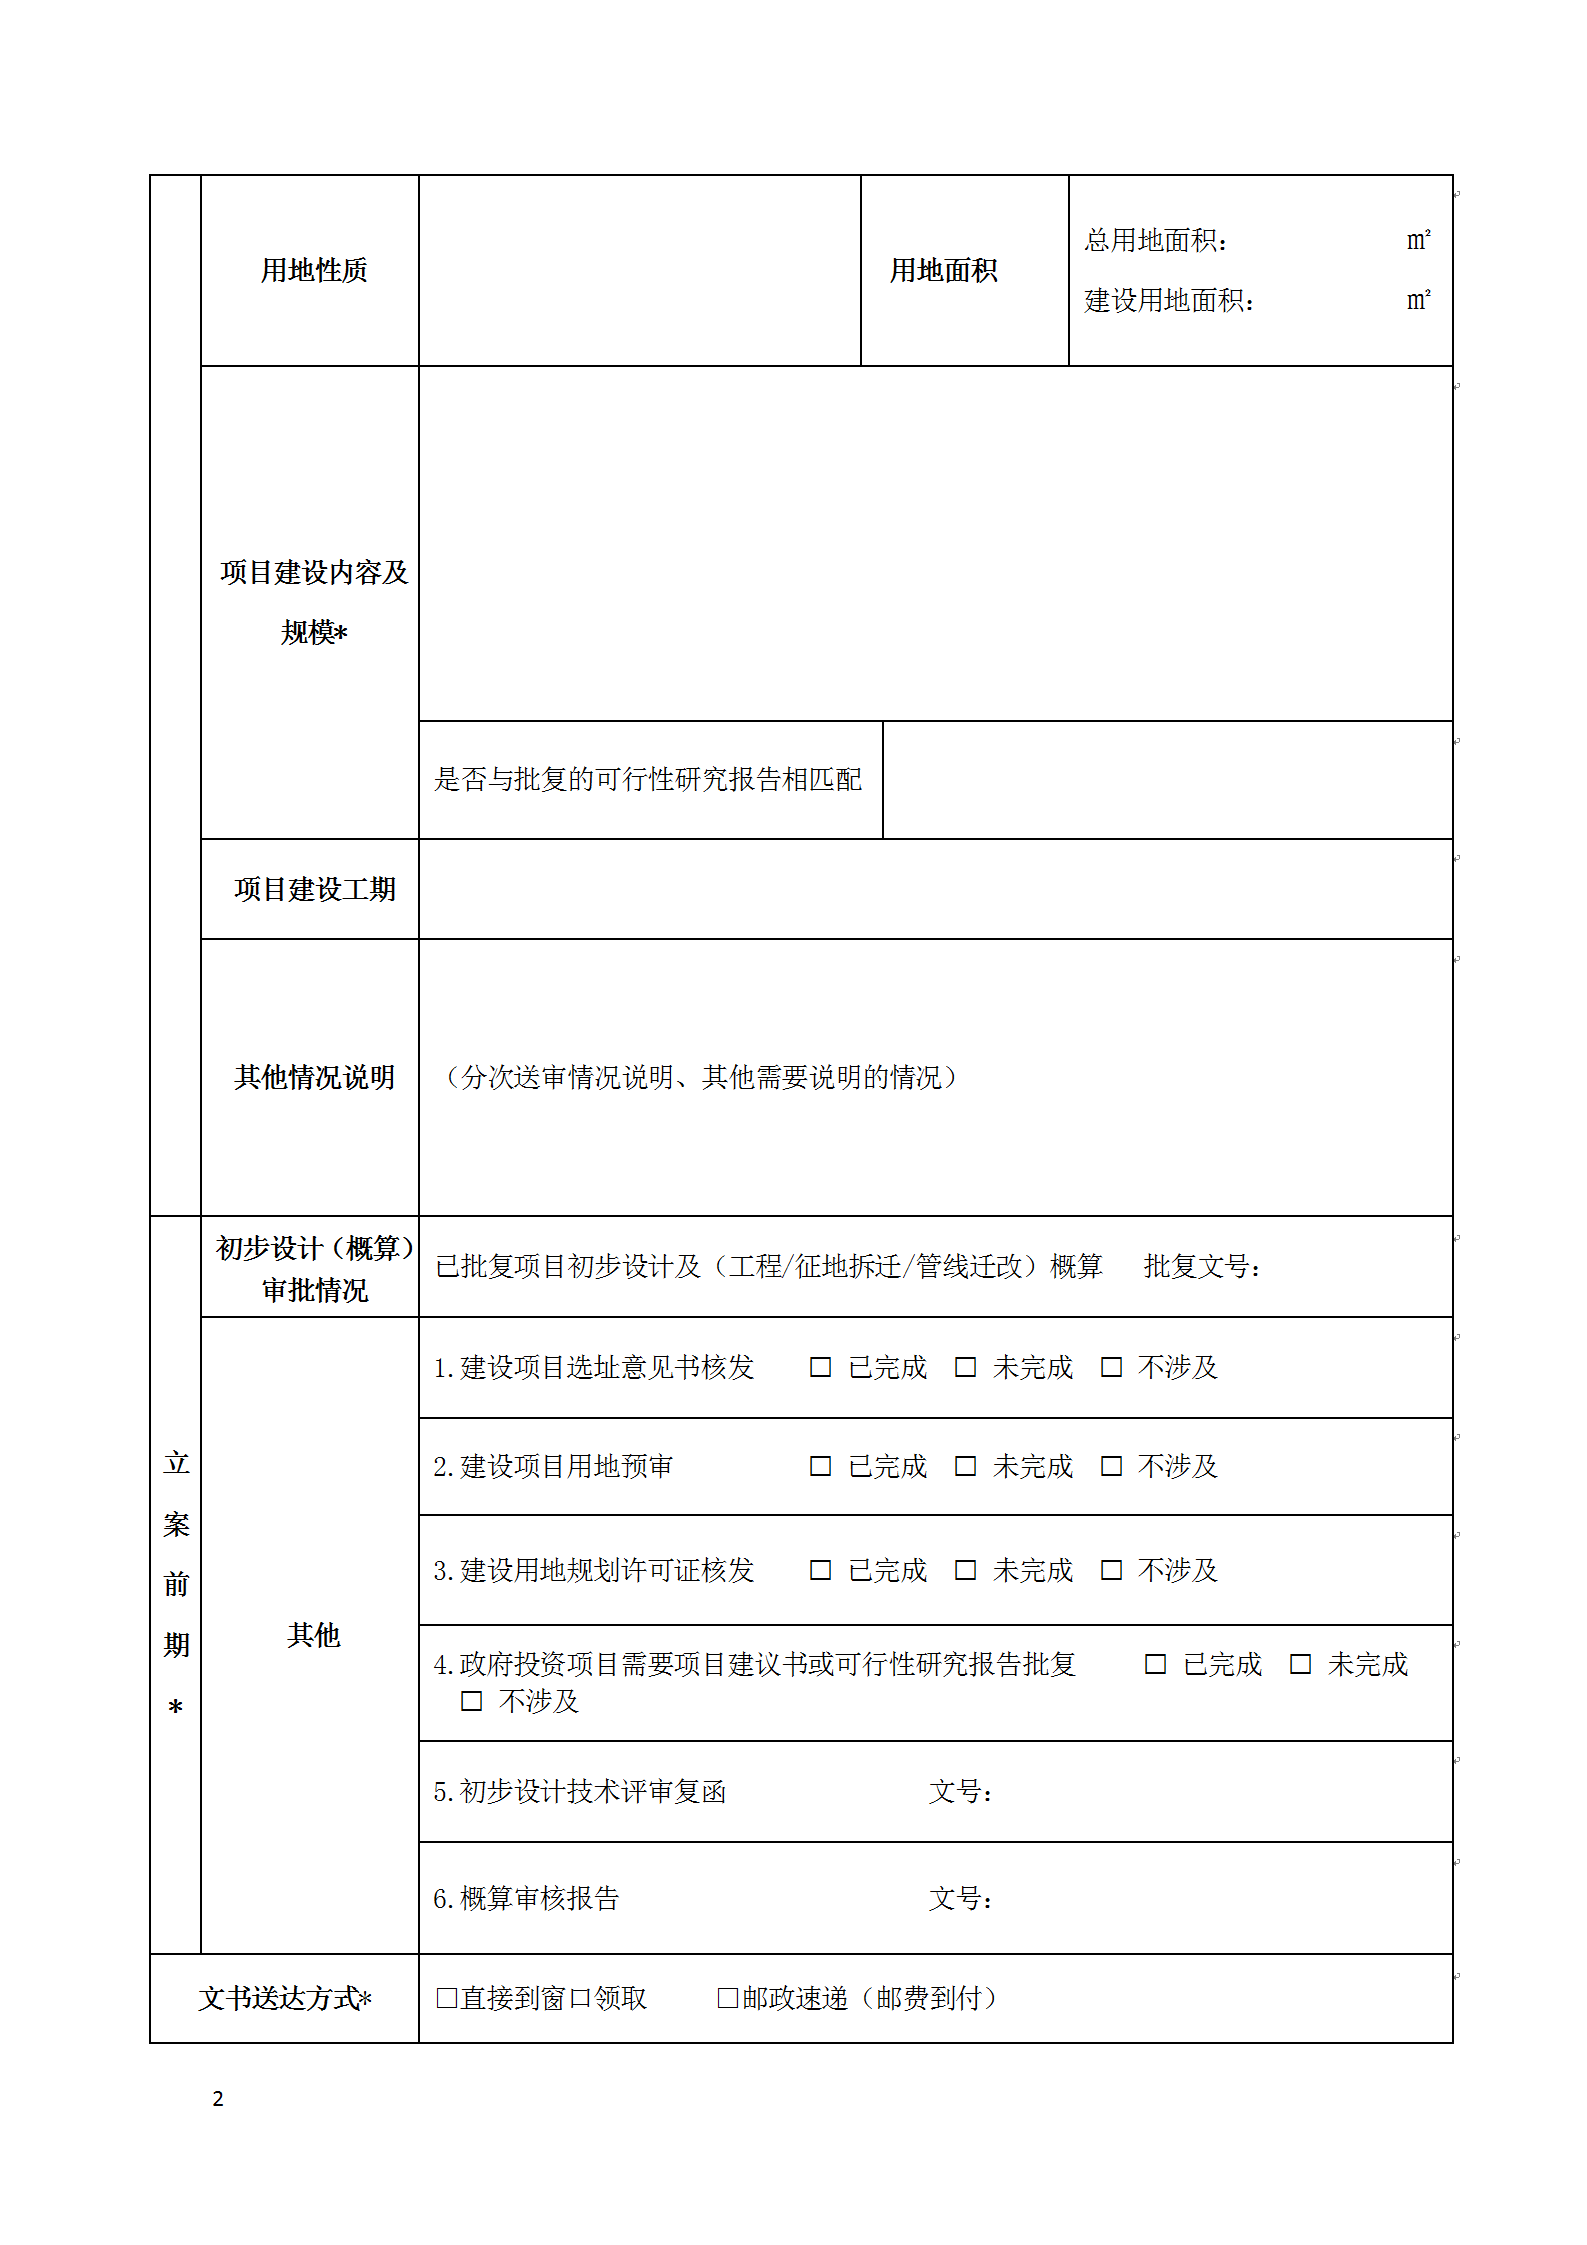 用地性质
用地面积
总用地面积： ㎡
建设用地面积： ㎡
项目建设内容及
规模*
是否与批复的可行性研究报告相匹配
项目建设工期
其他情况说明
（分次送审情况说明、其他需要说明的情况）
立
案
前
期
*
初步设计（概算）
审批情况
已批复项目初步设计及（工程/征地拆迁/管线迁改）概算 批复文号：
其他
1.建设项目选址意见书核发 □ 已完成 □ 未完成 □ 不涉及
2.建设项目用地预审 □ 已完成 □ 未完成 □ 不涉及
3.建设用地规划许可证核发 □ 已完成 □ 未完成 □ 不涉及
4.政府投资项目需要项目建议书或可行性研究报告批复 □ 已完成 □ 未完成
□ 不涉及
5.初步设计技术评审复函 文号：
6.概算审核报告 文号：
文书送达方式*
□直接到窗口领取 □邮政速递（邮费到付）
2